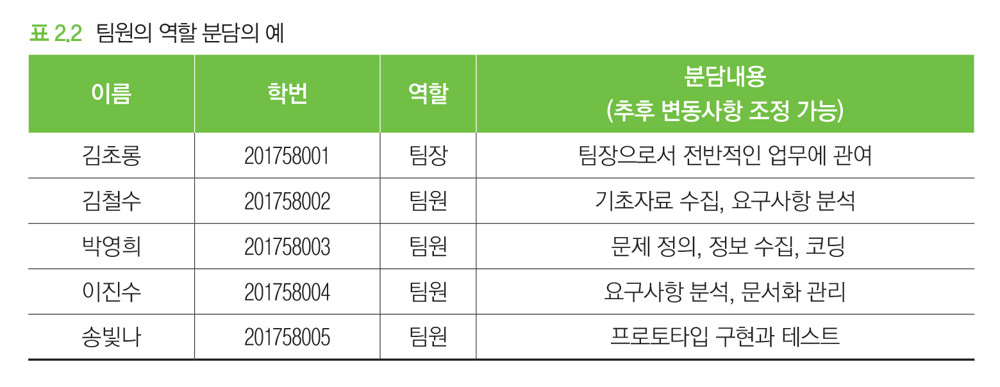 표 2.2 팀원의 역할 분담의 예
이름 학번 역할 분담내용
(추후 변동사항 조정 가능)
김초롱 201758001 팀장 팀장으로서 전반적인 업무에 관여
김철수 201758002 팀원 기초자료 수집, 요구사항 분석
박영희 201758003 팀원 문제 정의, 정보 수집, 코딩
이진수 201758004 팀원 요구사항 분석, 문서화 관리
송빛나 201758005 팀원 프로토타입 구현과 테스트